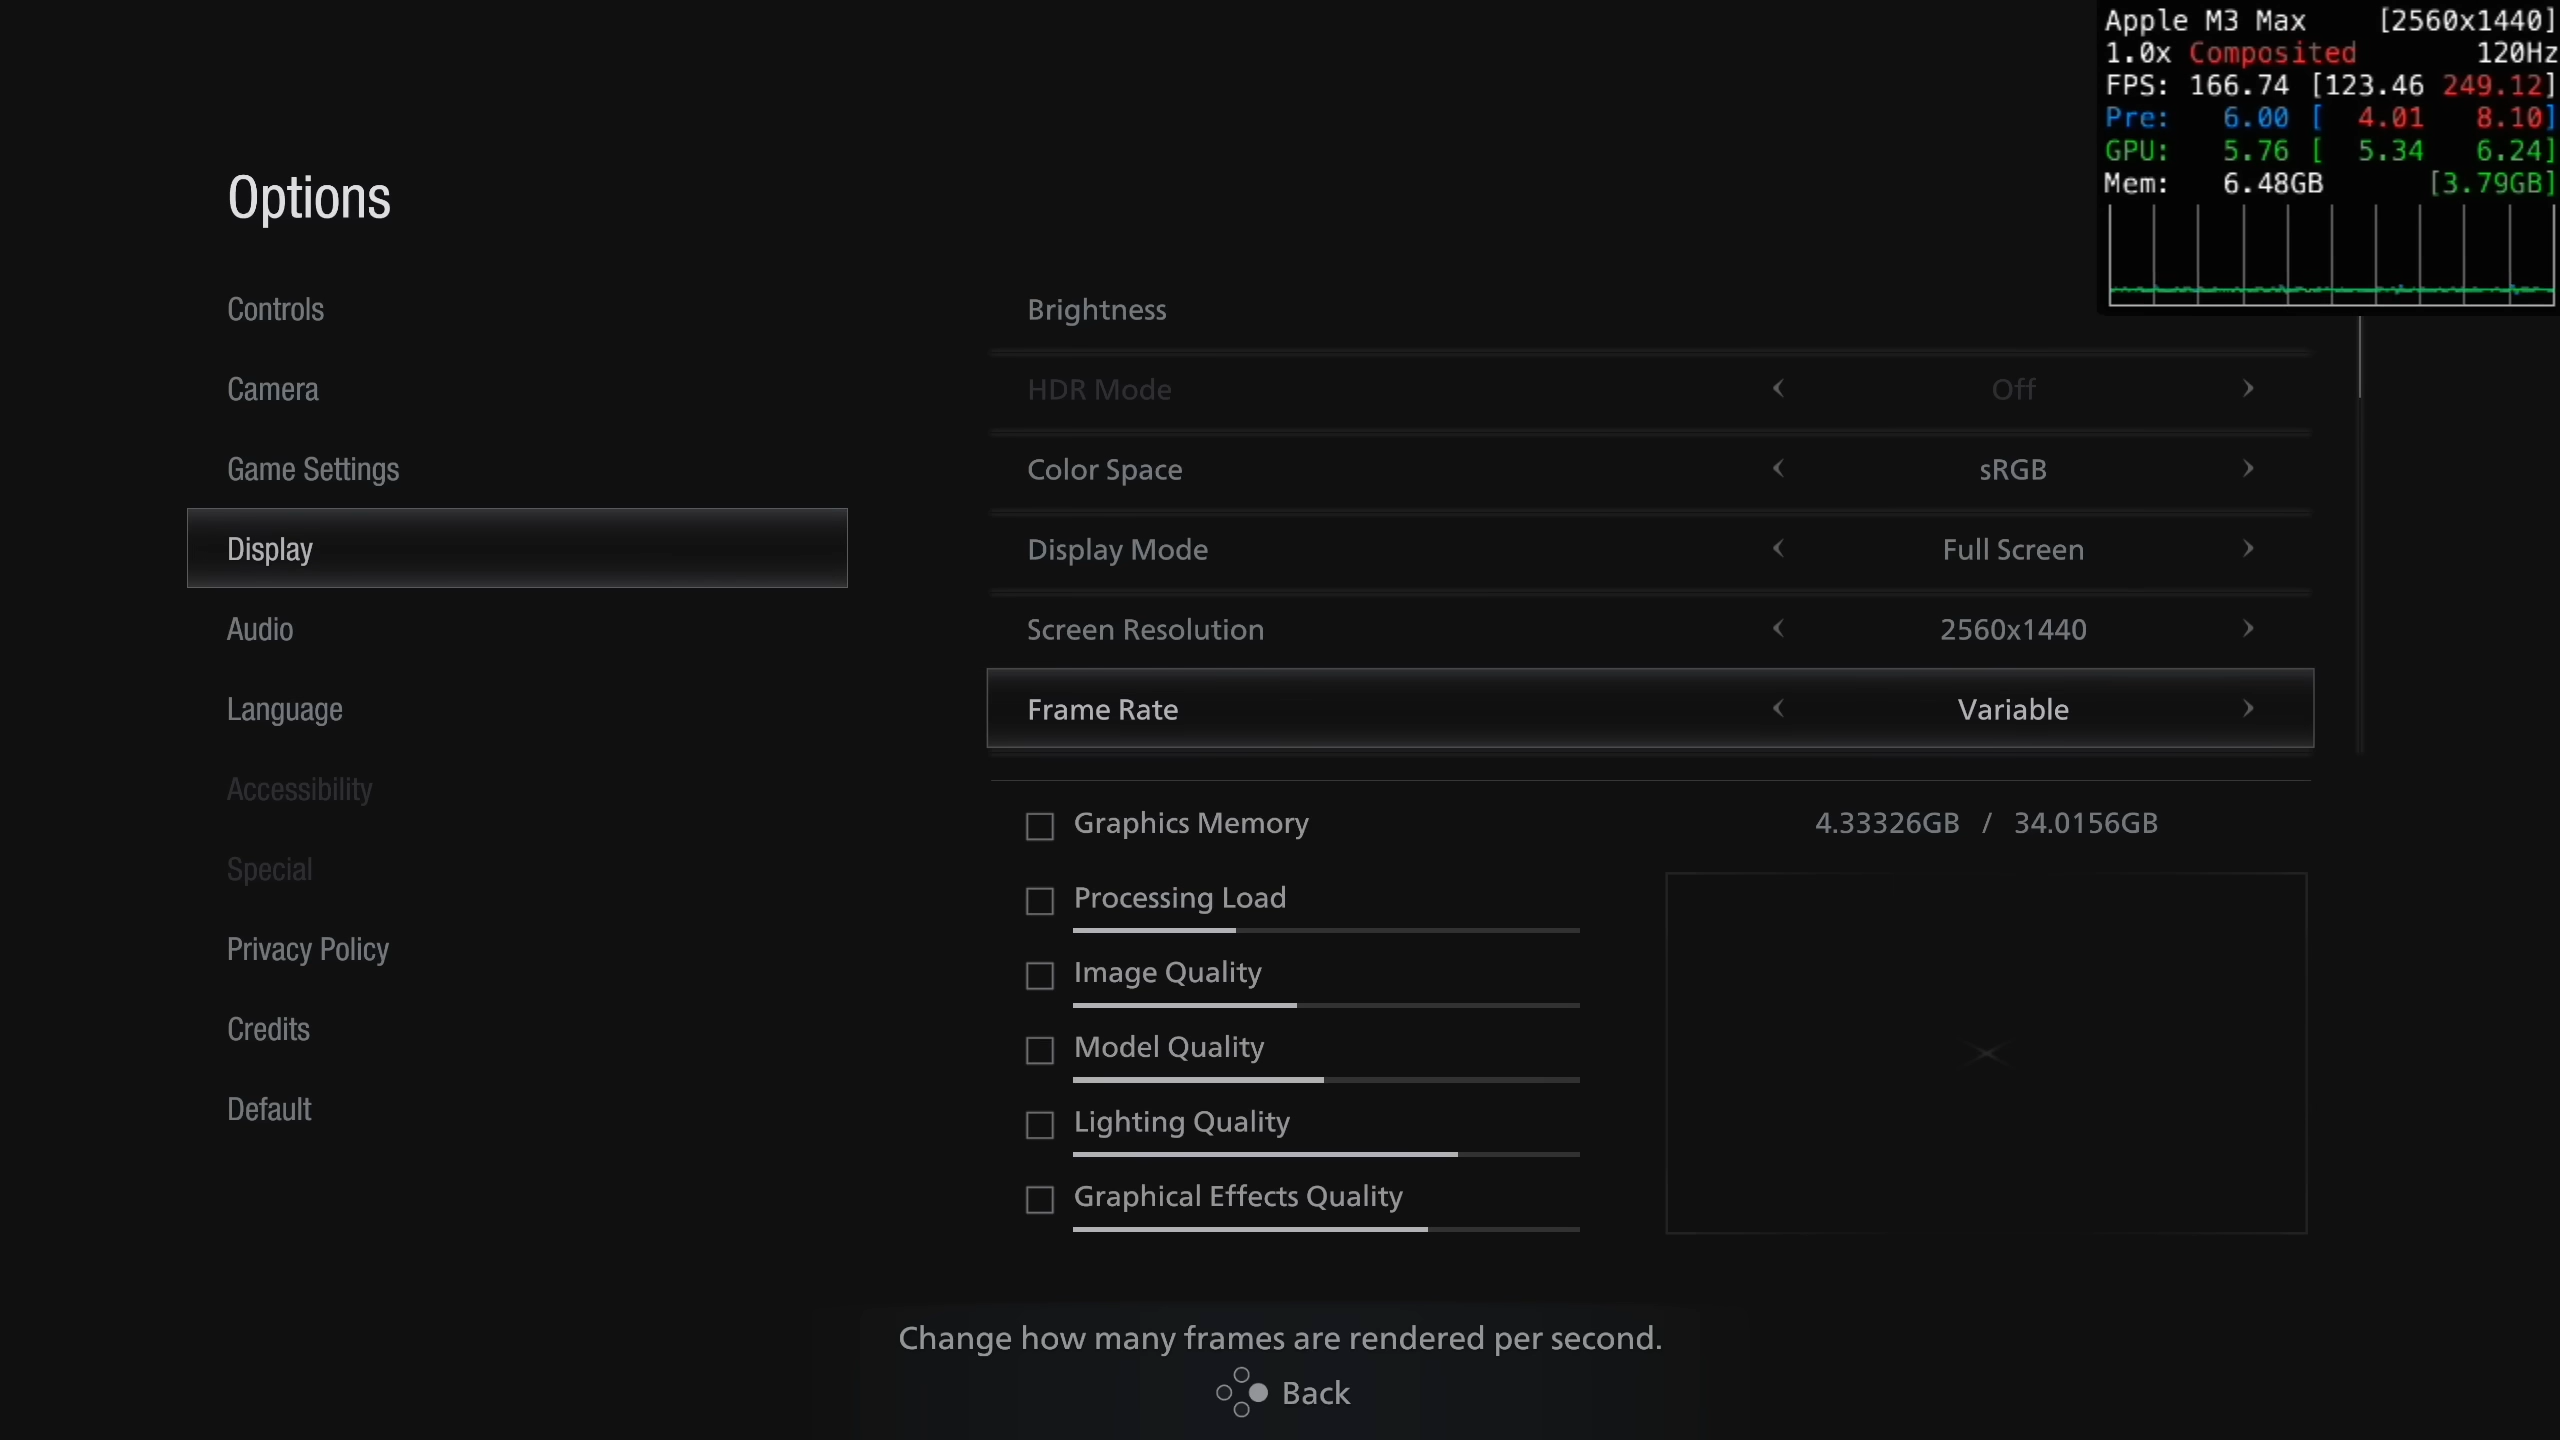 Apple M3 Max [2560x1440]
1.0x Composited 120Hz
FPS: 166.74 [123.46 249.12]
Pre: 6.00 [ 4.01 8.10]
GPU: 5.76 [ 5.34 6.24]
Mem: 6.48GB [3.79GB]
Options
Controls
Camera
Game Settings
Display
Audio
Language
Accessibility
Special
Privacy Policy
Credits
Default
Brightness
HDR Mode Off
Color Space sRGB
Display Mode Full Screen
Screen Resolution 2560x1440
Frame Rate Variable
Graphics Memory 4.33326GB / 34.0156GB
Processing Load
Image Quality
Model Quality
Lighting Quality
Graphical Effects Quality
Change how many frames are rendered per second.
Back